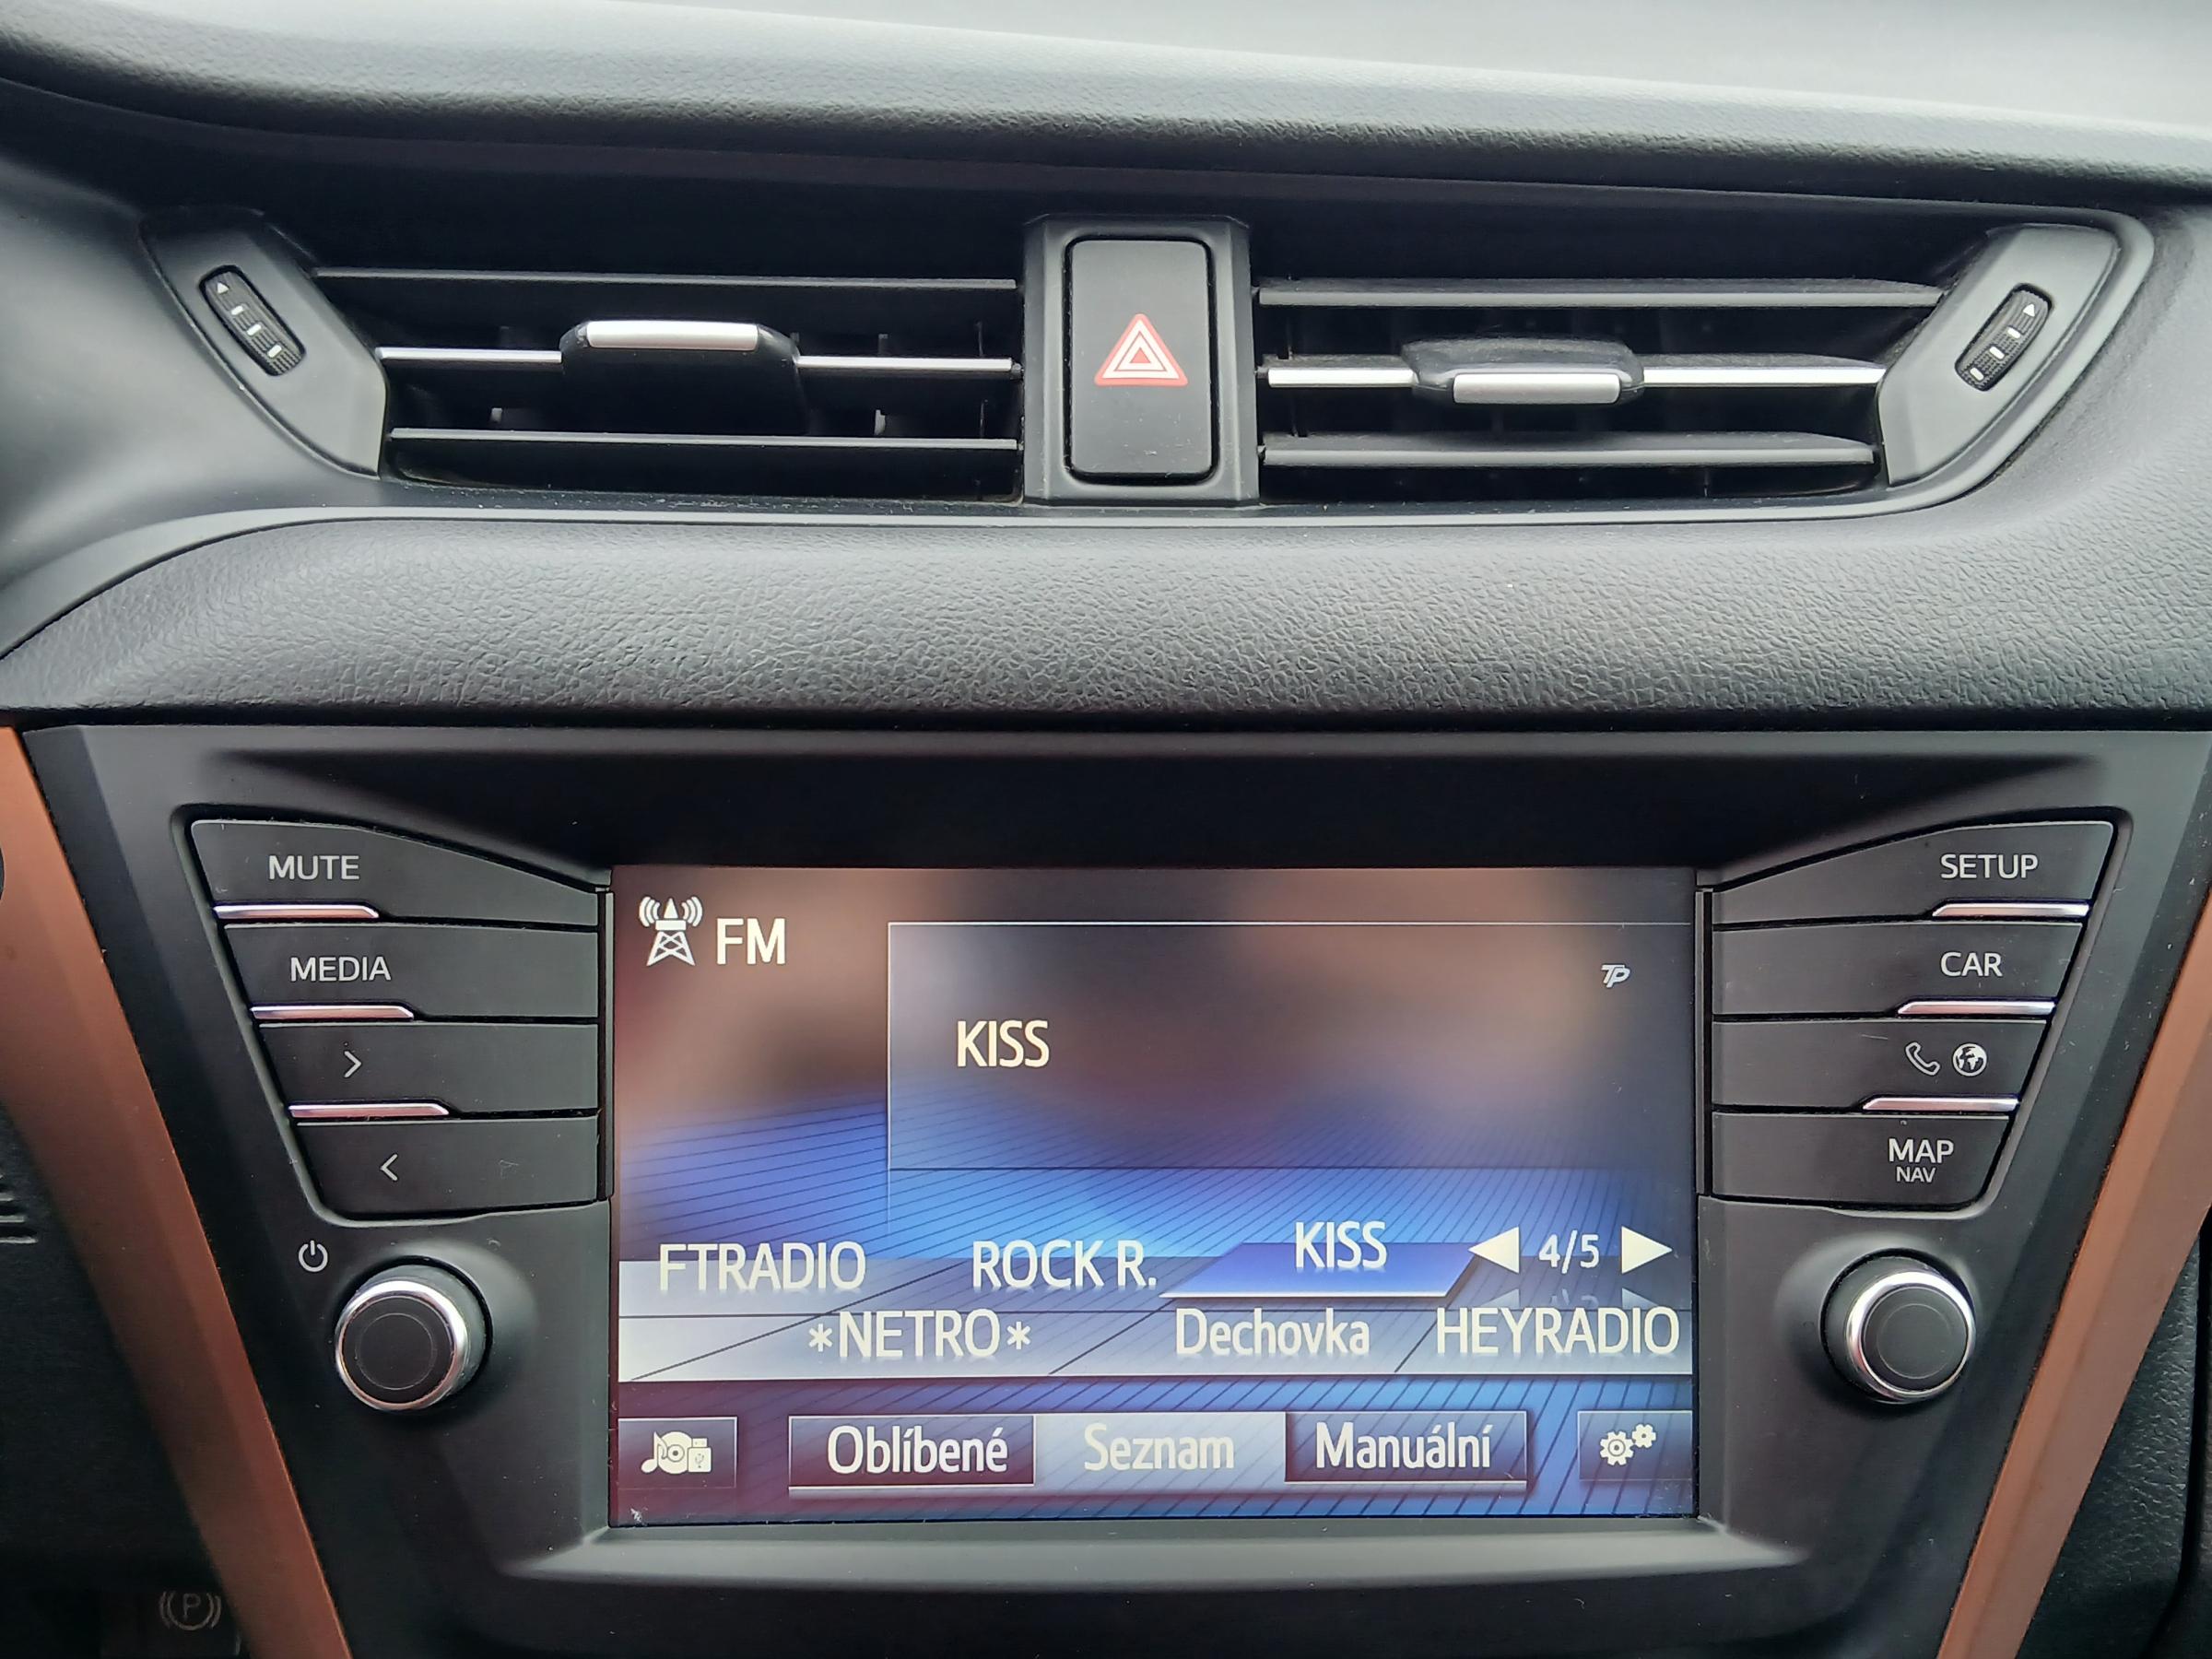 MUTE
MEDIA
SETUP
CAR
MAP
NAV
FM
TP
KISS
FTRADIO ROCK R. KISS 4/5
*NETRO* Dechovka HEYRADIO
Oblíbené Seznam Manuální
(P)